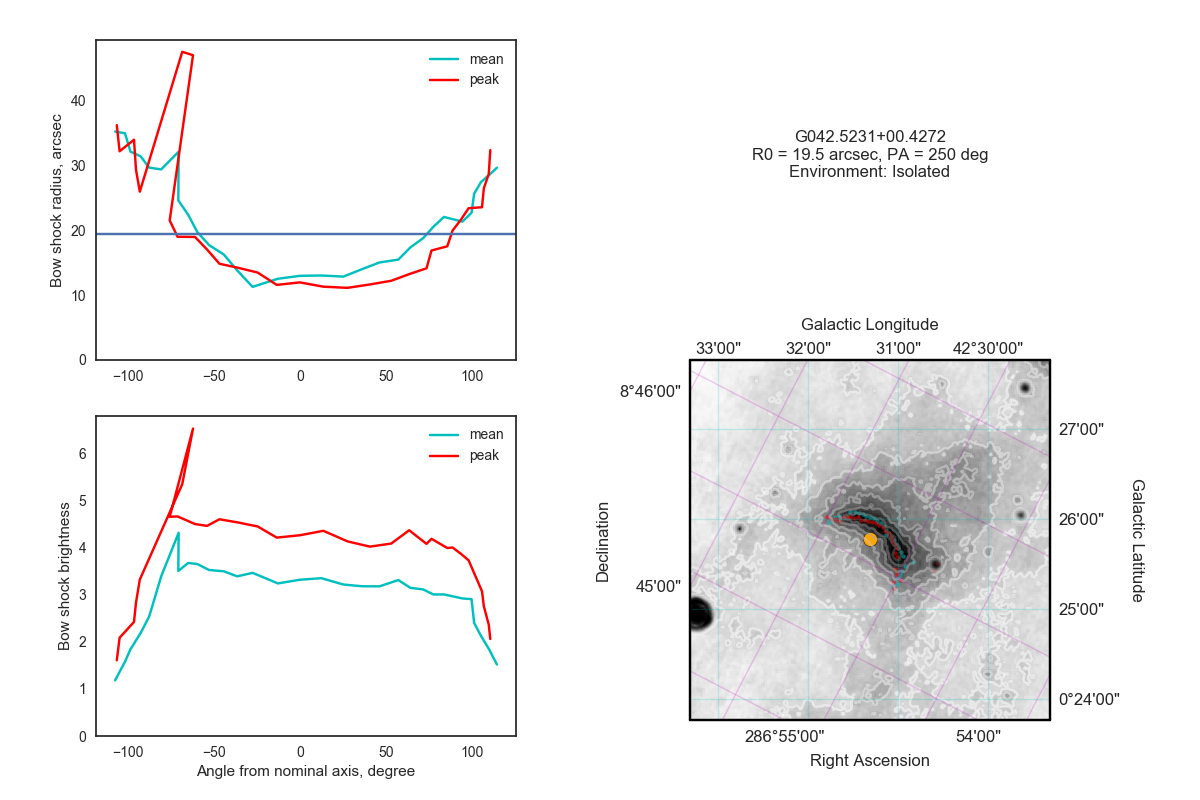 mean
peak
40
30
20
10
0
−100
−50
0
50
100
Bow shock radius, arcsec
mean
peak
6
5
4
3
2
1
0
−100
−50
0
50
100
Bow shock brightness
Angle from nominal axis, degree
G042.5231+00.4272
R0 = 19.5 arcsec, PA = 250 deg
Environment: Isolated
Galactic Longitude
33'00"
32'00"
31'00"
42°30'00"
8°46'00"
45'00"
Declination
27'00"
26'00"
25'00"
0°24'00"
Galactic Latitude
286°55'00"
54'00"
Right Ascension